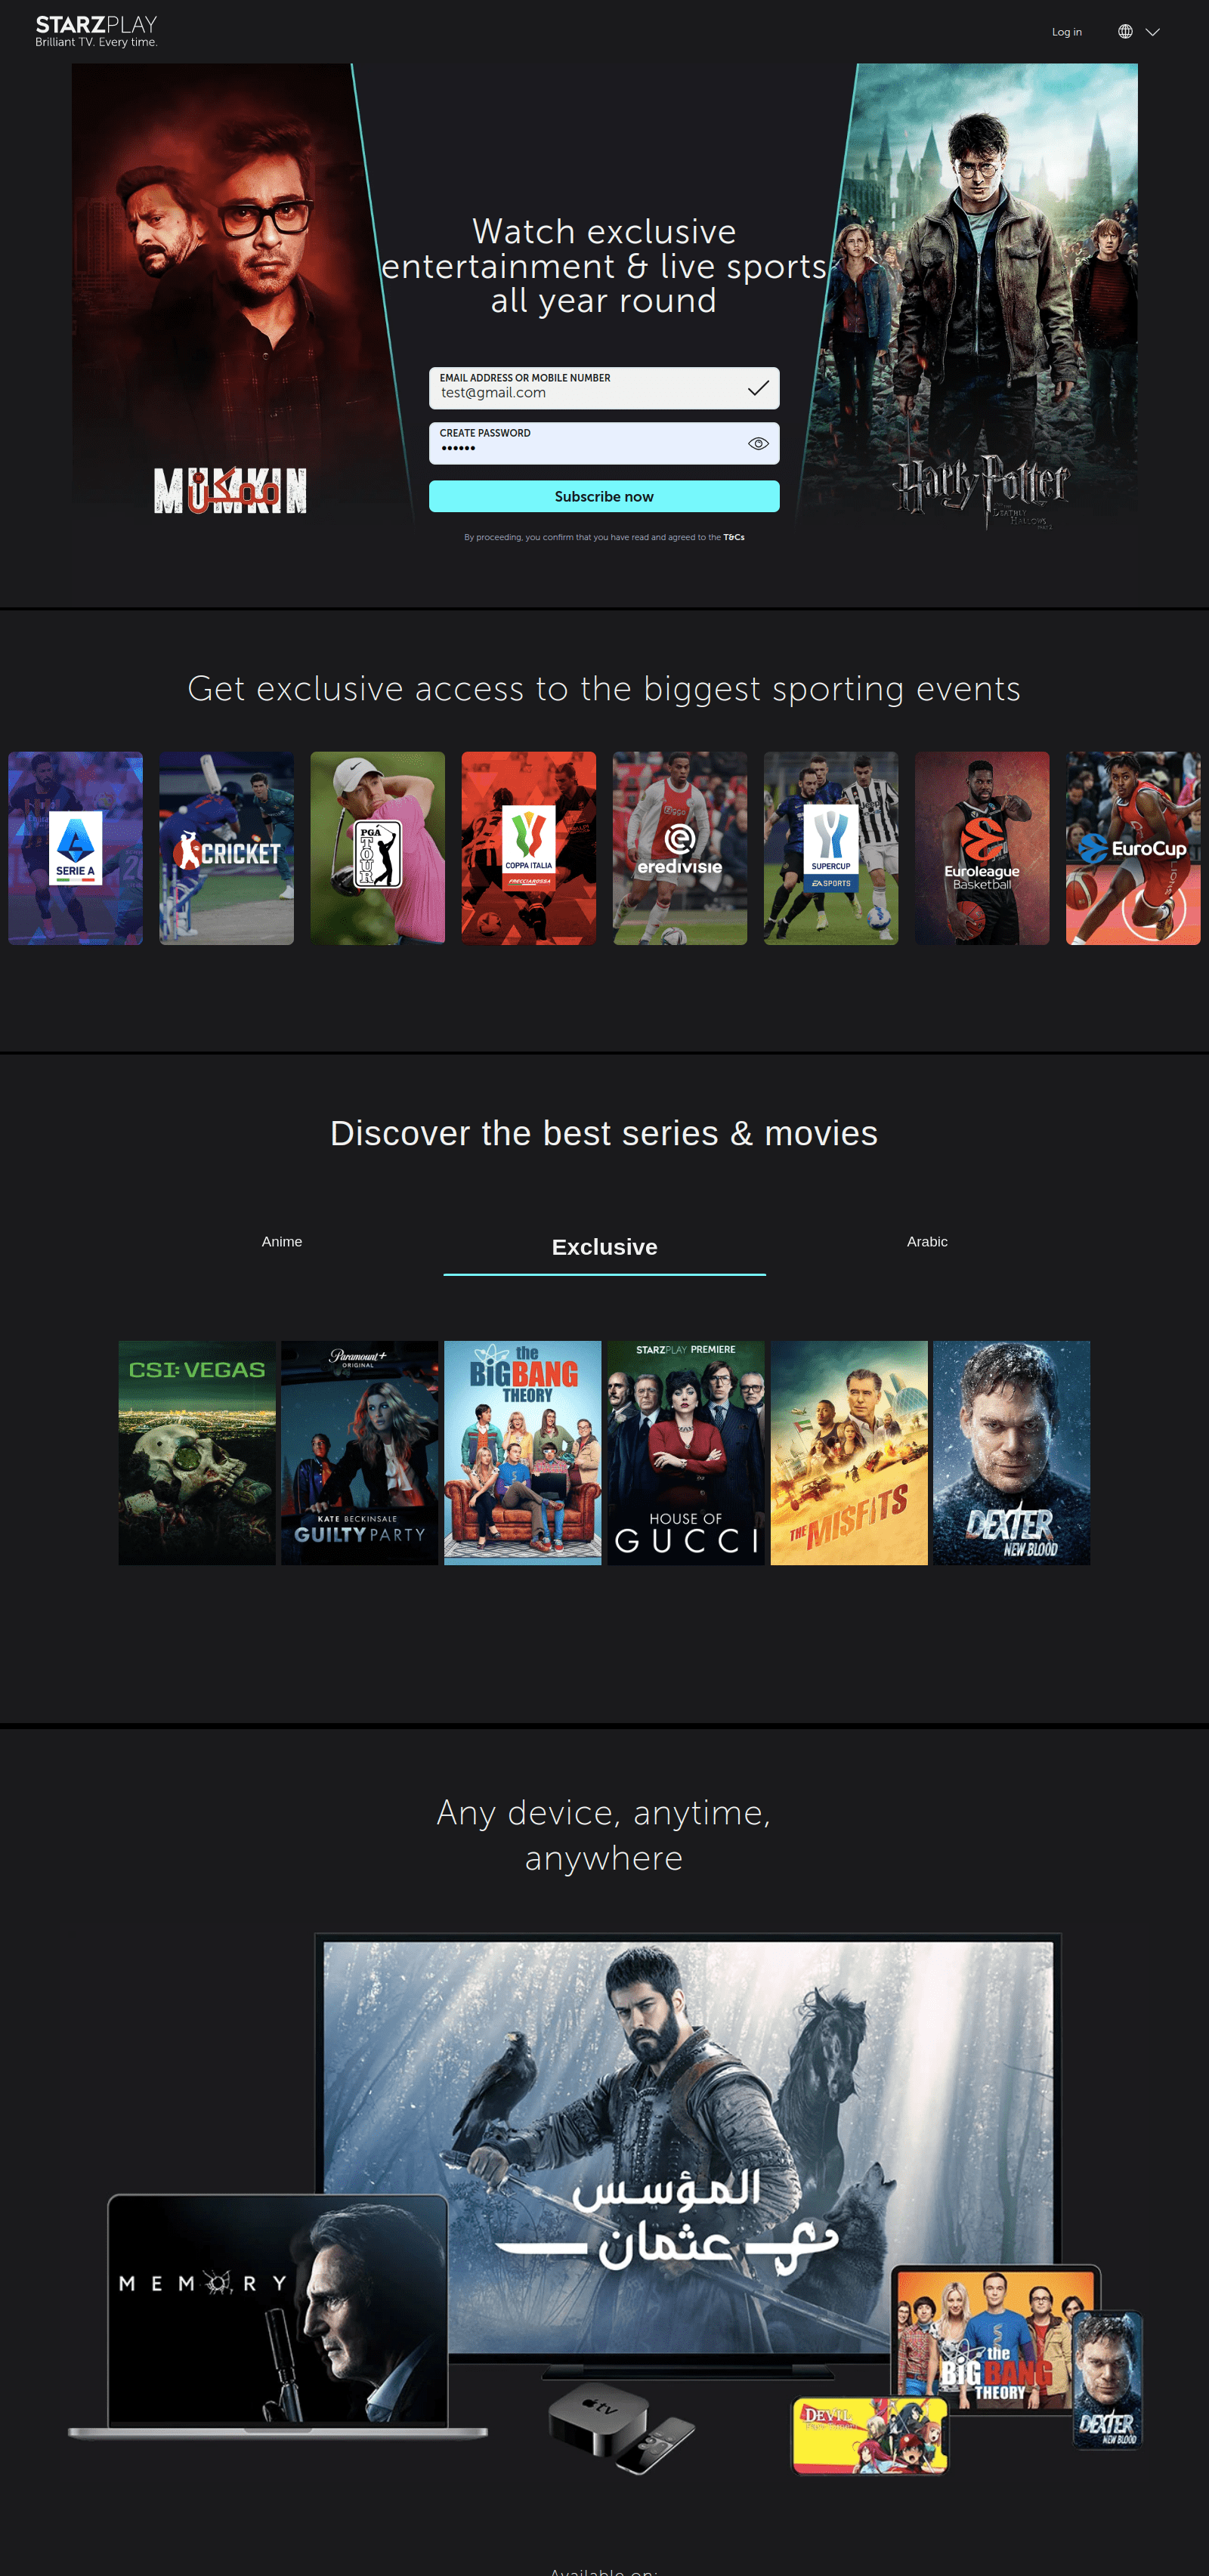 STARZPLAY
Brilliant TV. Every time.
Log in
Watch exclusive
entertainment & live sports
all year round
EMAIL ADDRESS OR MOBILE NUMBER
test@gmail.com
CREATE PASSWORD
••••••
Subscribe now
By proceeding, you confirm that you have read and agreed to the T&Cs
MUMKIN
ممكن
Harry Potter
AND THE
DEATHLY
HALLOWS
PART 2
Get exclusive access to the biggest sporting events
SERIE A
CRICKET
PGA
TOUR
COPPA ITALIA
FRECCIAROSSA
eredivisie
SUPERCUP
EA SPORTS
Euroleague
Basketball
EuroCup
Discover the best series & movies
Anime
Exclusive
Arabic
CSI: VEGAS
Paramount+
ORIGINAL
KATE BECKINSALE
GUILTY PARTY
the
BIG BANG
THEORY
STARZPLAY PREMIERE
HOUSE OF
GUCCI
THE MISFITS
DEXTER
NEW BLOOD
Any device, anytime,
anywhere
المؤسس
عثمان
MEMORY
the
BIG BANG
THEORY
DEXTER
NEW BLOOD
tv
DEVIL
Available on: